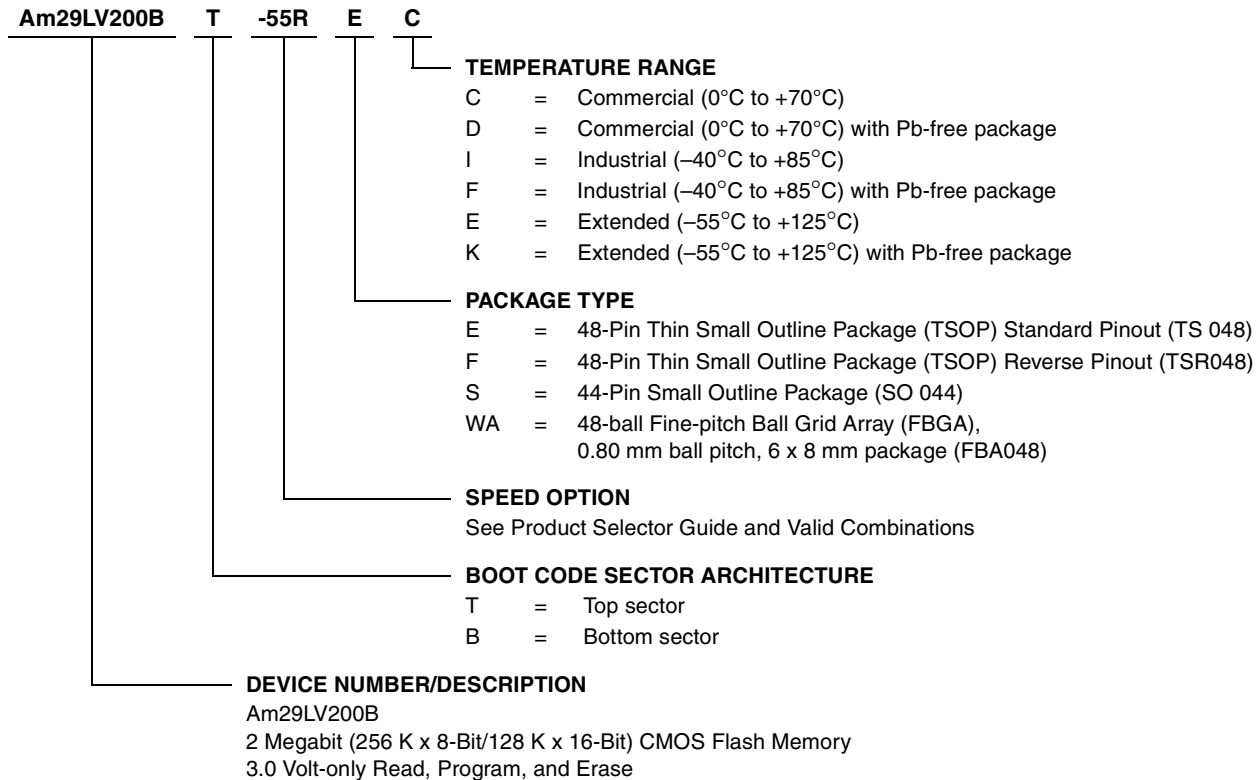 Am29LV200B T -55R E C
TEMPERATURE RANGE
C = Commercial (0°C to +70°C)
D = Commercial (0°C to +70°C) with Pb-free package
I = Industrial (–40°C to +85°C)
F = Industrial (–40°C to +85°C) with Pb-free package
E = Extended (–55°C to +125°C)
K = Extended (–55°C to +125°C) with Pb-free package
PACKAGE TYPE
E = 48-Pin Thin Small Outline Package (TSOP) Standard Pinout (TS 048)
F = 48-Pin Thin Small Outline Package (TSOP) Reverse Pinout (TSR048)
S = 44-Pin Small Outline Package (SO 044)
WA = 48-ball Fine-pitch Ball Grid Array (FBGA),
0.80 mm ball pitch, 6 x 8 mm package (FBA048)
SPEED OPTION
See Product Selector Guide and Valid Combinations
BOOT CODE SECTOR ARCHITECTURE
T = Top sector
B = Bottom sector
DEVICE NUMBER/DESCRIPTION
Am29LV200B
2 Megabit (256 K x 8-Bit/128 K x 16-Bit) CMOS Flash Memory
3.0 Volt-only Read, Program, and Erase